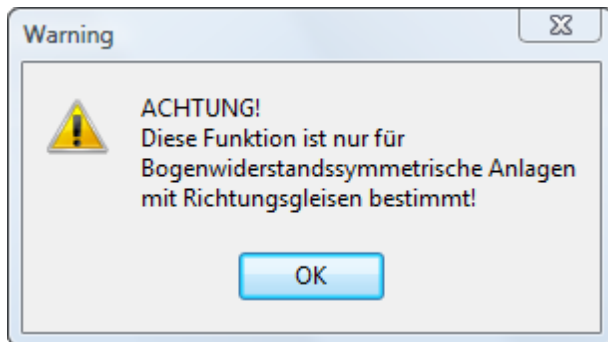 Warning
ACHTUNG!
Diese Funktion ist nur für
Bogenwiderstandssymmetrische Anlagen
mit Richtungsgleisen bestimmt!
OK